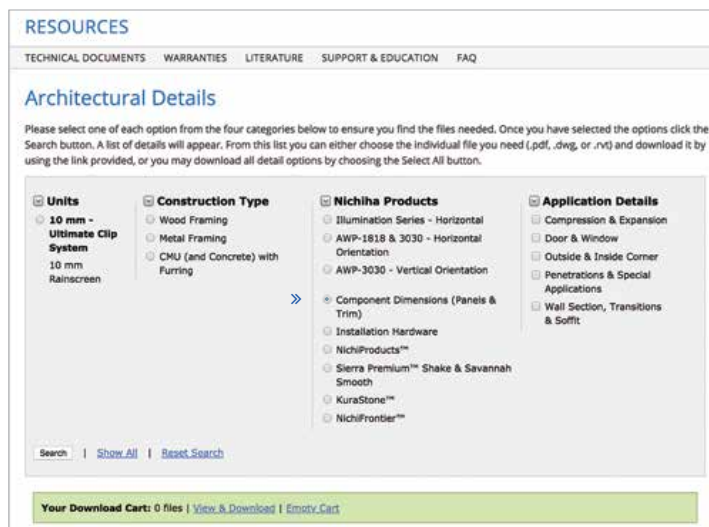 RESOURCES
TECHNICAL DOCUMENTS WARRANTIES LITERATURE SUPPORT & EDUCATION FAQ
Architectural Details
Please select one of each option from the four categories below to ensure you find the files needed. Once you have selected the options click the
Search button. A list of details will appear. From this list you can either choose the individual file you need (.pdf, .dwg, or .rvt) and download it by
using the link provided, or you may download all detail options by choosing the Select All button.
Units
10 mm -
Ultimate Clip
System
10 mm
Rainscreen
Construction Type
Wood Framing
Metal Framing
CMU (and Concrete) with
Furring
Nichiha Products
Illumination Series - Horizontal
AWP-1818 & 3030 - Horizontal
Orientation
AWP-3030 - Vertical Orientation
» Component Dimensions (Panels &
Trim)
Installation Hardware
NichiProducts™
Sierra Premium™ Shake & Savannah
Smooth
KuraStone™
NichiFrontier™
Application Details
Compression & Expansion
Door & Window
Outside & Inside Corner
Penetrations & Special
Applications
Wall Section, Transitions
& Soffit
Search | Show All | Reset Search
Your Download Cart: 0 files | View & Download | Empty Cart